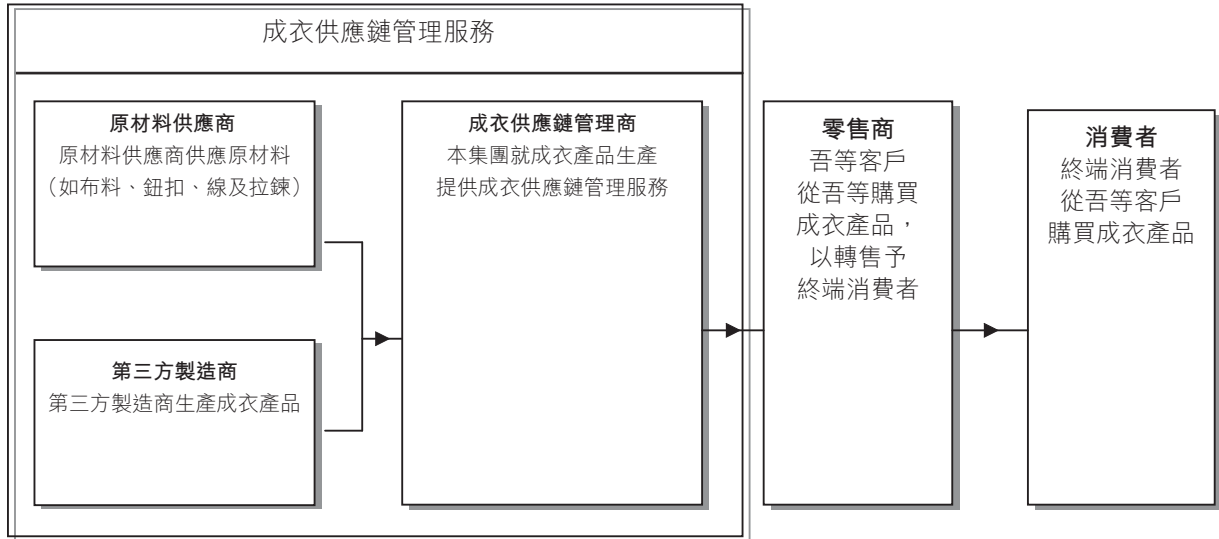 成衣供應鏈管理服務
原材料供應商
原材料供應商供應原材料
（如布料、鈕扣、線及拉鍊）
第三方製造商
第三方製造商生產成衣產品
成衣供應鏈管理商
本集團就成衣產品生產
提供成衣供應鏈管理服務
零售商
吾等客戶
從吾等購買
成衣產品，
以轉售予
終端消費者
消費者
終端消費者
從吾等客戶
購買成衣產品